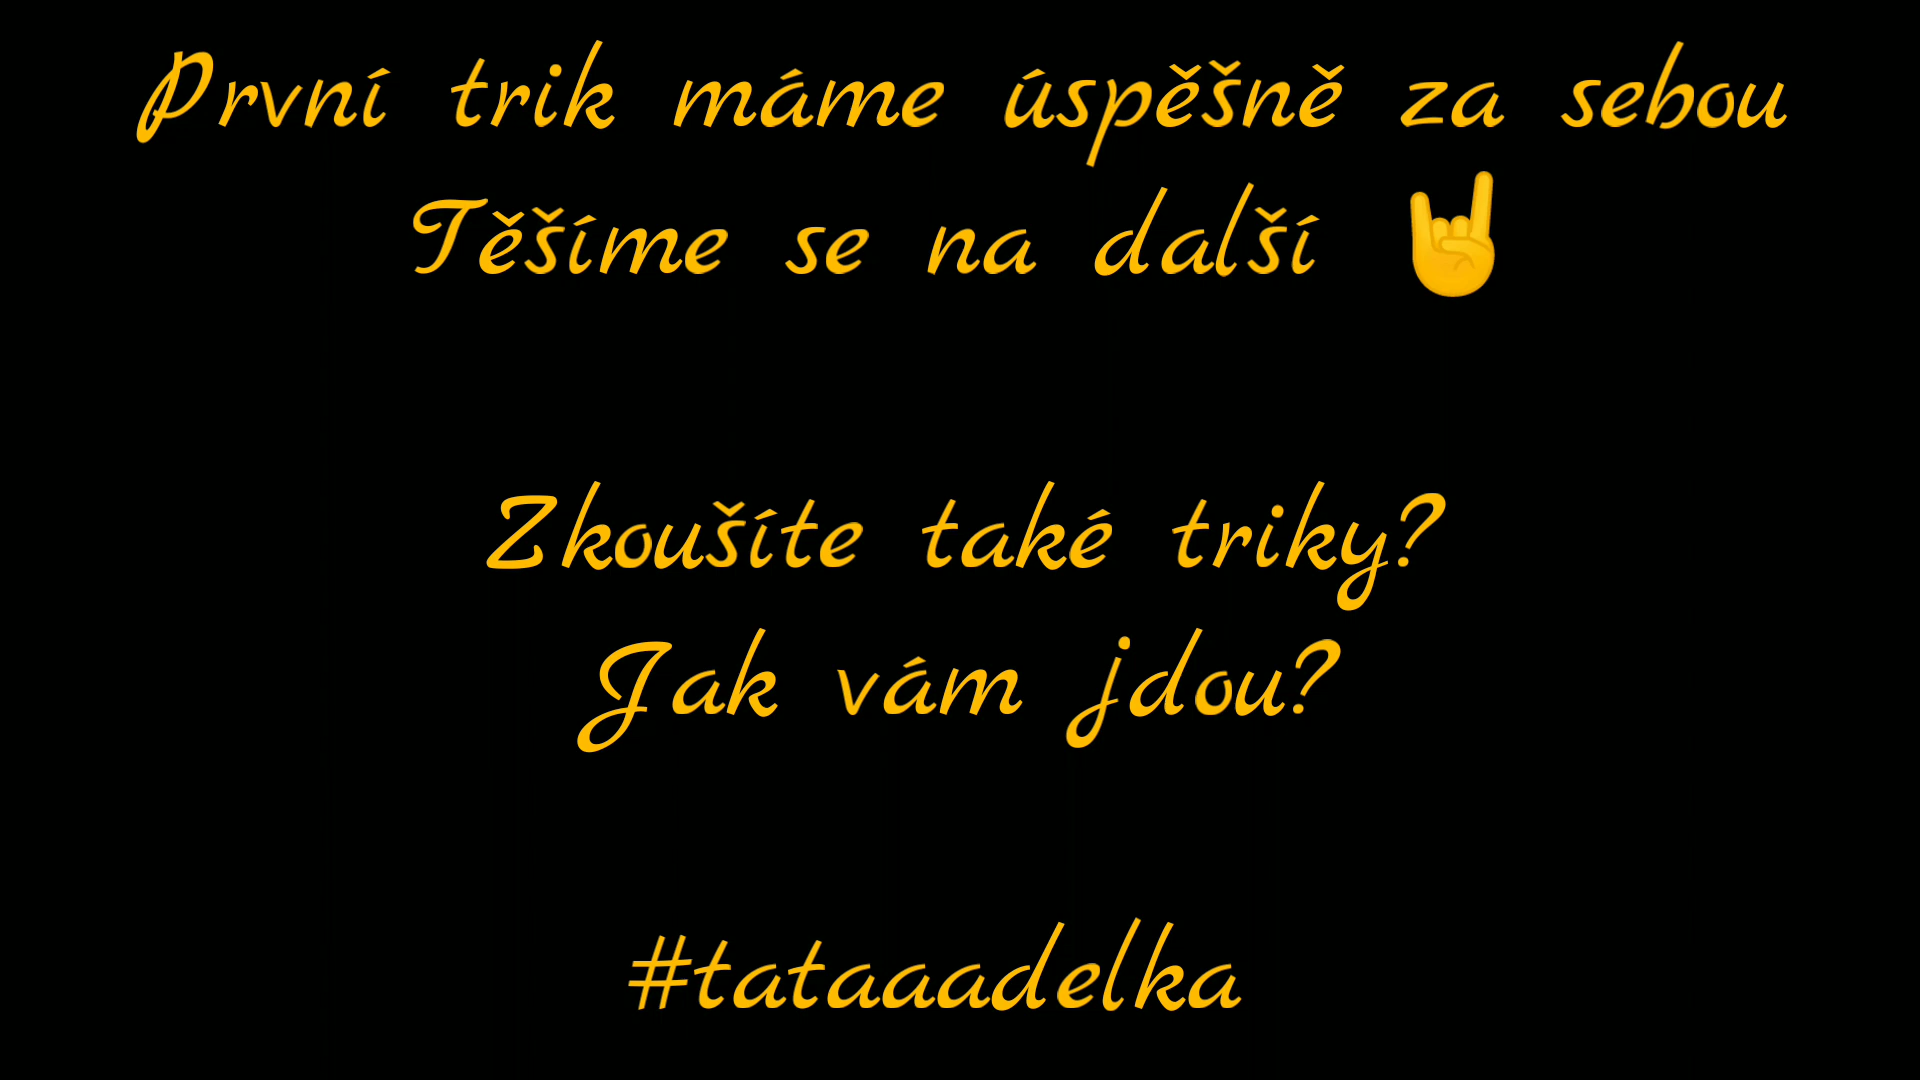 První trik máme úspěšně za sebou
Těšíme se na další 🤘
Zkoušíte také triky?
Jak vám jdou?
#tataaadelka